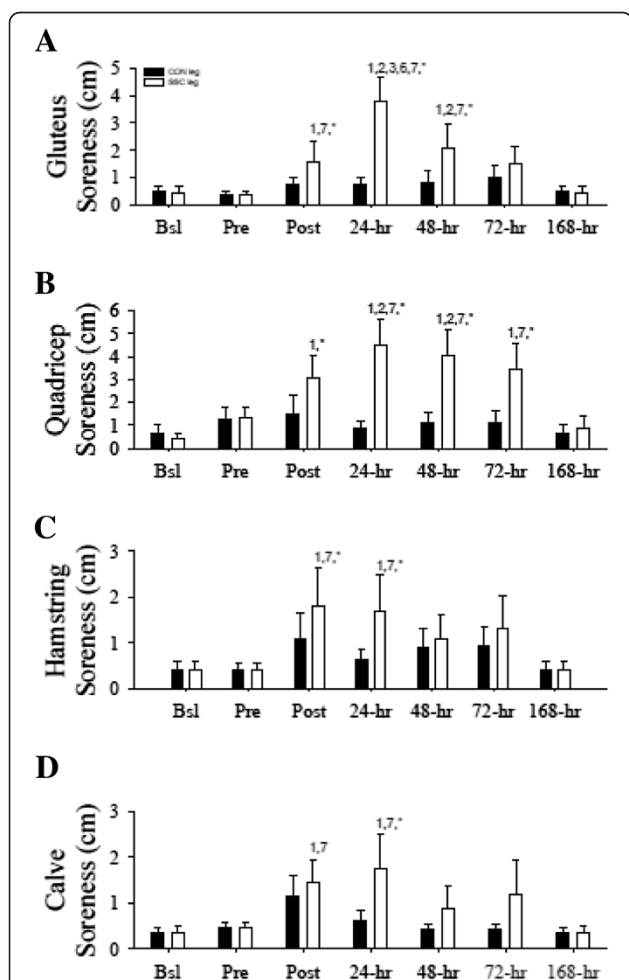 A
CON leg
SSC leg
Gluteus
Soreness (cm)
5
4
3
2
1
0
1,7,*
1,2,3,6,7,*
1,2,7,*
Bsl Pre Post 24-hr 48-hr 72-hr 168-hr
B
Quadricep
Soreness (cm)
6
5
4
3
2
1
0
1,*
1,2,7,*
1,2,7,*
1,7,*
Bsl Pre Post 24-hr 48-hr 72-hr 168-hr
C
Hamstring
Soreness (cm)
3
2
1
0
1,7,*
1,7,*
Bsl Pre Post 24-hr 48-hr 72-hr 168-hr
D
Calve
Soreness (cm)
3
2
1
0
1,7
1,7,*
Bsl Pre Post 24-hr 48-hr 72-hr 168-hr